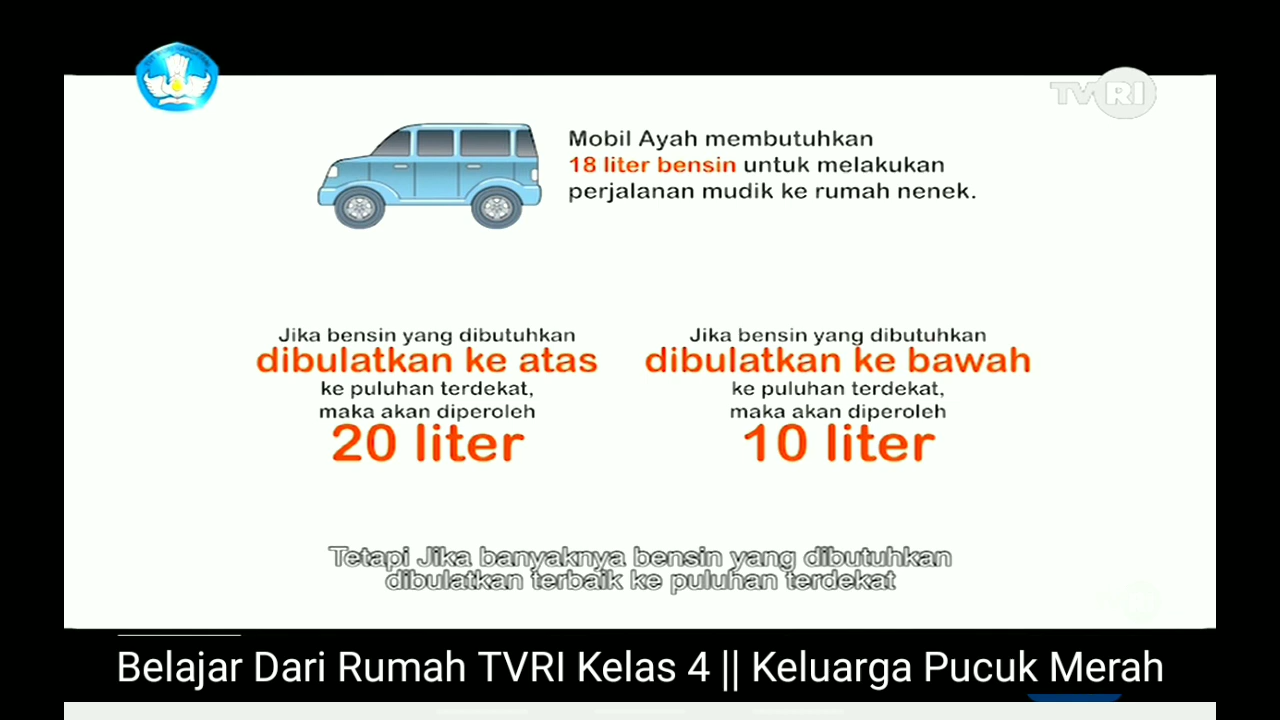 TVRI
Mobil Ayah membutuhkan
18 liter bensin untuk melakukan
perjalanan mudik ke rumah nenek.
Jika bensin yang dibutuhkan
dibulatkan ke atas
ke puluhan terdekat,
maka akan diperoleh
20 liter
Jika bensin yang dibutuhkan
dibulatkan ke bawah
ke puluhan terdekat,
maka akan diperoleh
10 liter
Tetapi Jika banyaknya bensin yang dibutuhkan
dibulatkan terbaik ke puluhan terdekat
Belajar Dari Rumah TVRI Kelas 4 || Keluarga Pucuk Merah